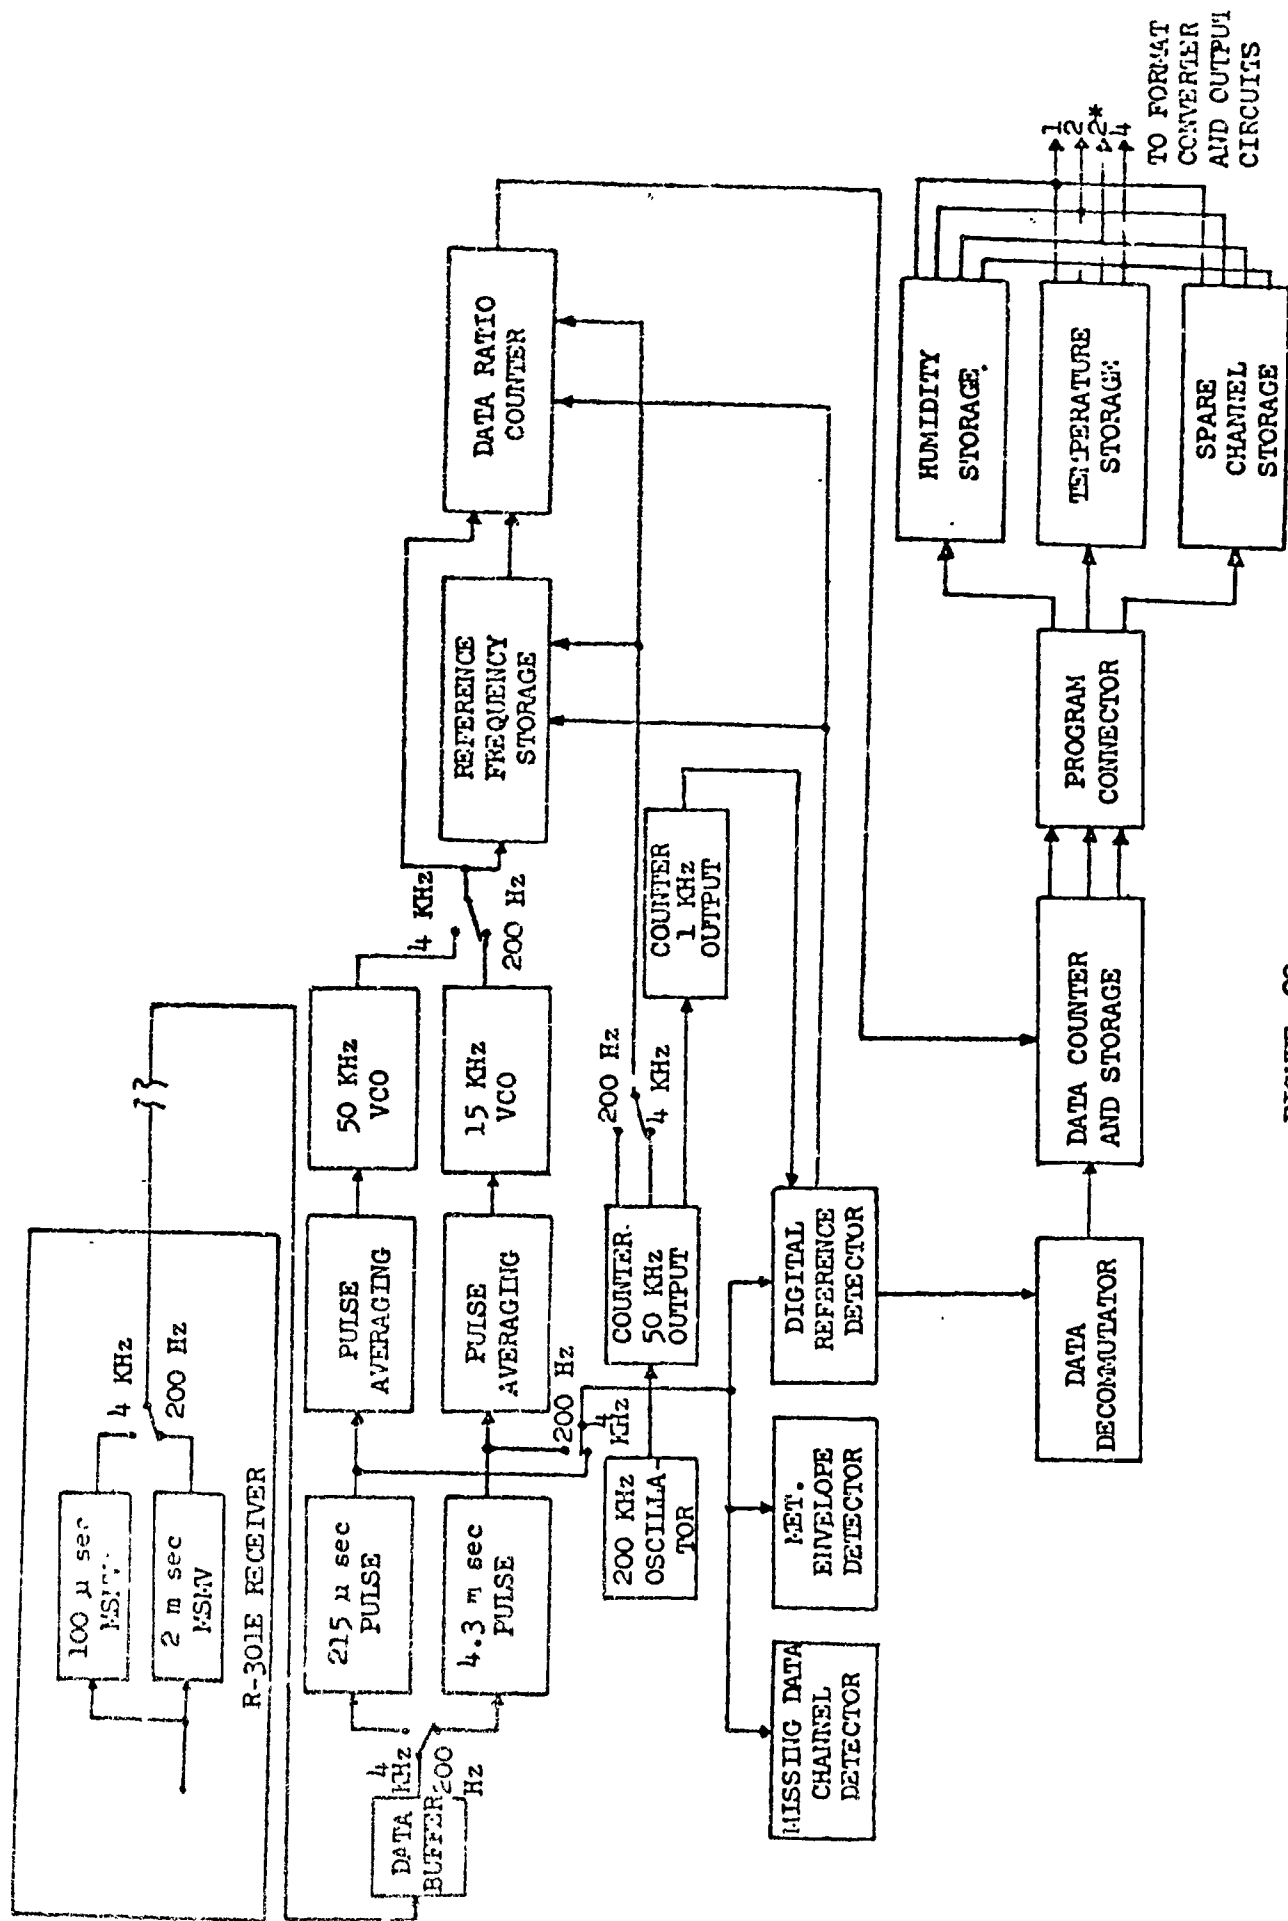 100 µ sec
2 m sec
MSMV
4 KHz
200 Hz
R-301E RECEIVER
DATA
BUFFER
4
KHz
200
Hz
215 µ sec
PULSE
4.3 m sec
PULSE
PULSE
AVERAGING
PULSE
AVERAGING
50 KHz
VCO
15 KHz
VCO
4 KHz
200 Hz
REFERENCE
FREQUENCY
STORAGE
DATA RATIO
COUNTER
200 Hz
4
KHz
200 KHz
OSCILLA-
TOR
COUNTER-
50 KHz
OUTPUT
200 Hz
4 KHz
COUNTER
1 KHz
OUTPUT
MISSING DATA
CHANNEL
DETECTOR
MET.
ENVELOPE
DETECTOR
DIGITAL
REFERENCE
DETECTOR
DATA
DECOMMUTATOR
DATA COUNTER
AND STORAGE
PROGRAM
CONNECTOR
HUMIDITY
STORAGE
TEMPERATURE
STORAGE
SPARE
CHANNEL
STORAGE
1
2
2*
4
TO FORMAT
CONVERTER
AND OUTPUT
CIRCUITS